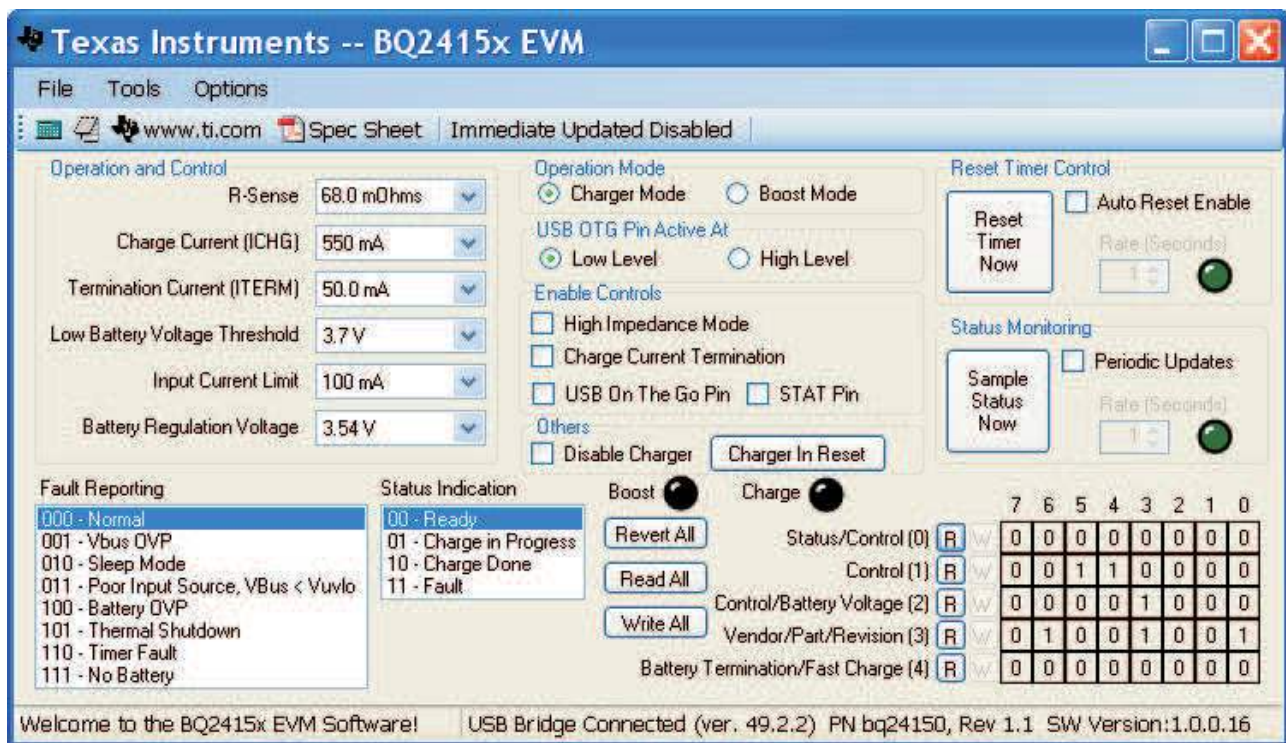 Texas Instruments -- BQ2415x EVM
File Tools Options
www.ti.com Spec Sheet Immediate Updated Disabled
Operation and Control
R-Sense 68.0 mOhms
Charge Current (ICHG) 550 mA
Termination Current (ITERM) 50.0 mA
Low Battery Voltage Threshold 3.7 V
Input Current Limit 100 mA
Battery Regulation Voltage 3.54 V
Operation Mode
Charger Mode Boost Mode
USB OTG Pin Active At
Low Level High Level
Enable Controls
High Impedance Mode
Charge Current Termination
USB On The Go Pin STAT Pin
Others
Disable Charger Charger In Reset
Reset Timer Control
Reset Timer Now
Auto Reset Enable
Rate (Seconds)
1
Status Monitoring
Sample Status Now
Periodic Updates
Rate (Seconds)
1
Fault Reporting
000 - Normal
001 - Vbus OVP
010 - Sleep Mode
011 - Poor Input Source, VBus < Vuvlo
100 - Battery OVP
101 - Thermal Shutdown
110 - Timer Fault
111 - No Battery
Status Indication
00 - Ready
01 - Charge in Progress
10 - Charge Done
11 - Fault
Boost Charge
Revert All
Read All
Write All
7 6 5 4 3 2 1 0
Status/Control (0) R W 0 0 0 0 0 0 0 0
Control (1) R W 0 0 1 1 0 0 0 0
Control/Battery Voltage (2) R W 0 0 0 0 1 0 0 0
Vendor/Part/Revision (3) R W 0 1 0 0 1 0 0 1
Battery Termination/Fast Charge (4) R W 0 0 0 0 0 0 0 0
Welcome to the BQ2415x EVM Software! USB Bridge Connected (ver. 49.2.2) PN bq24150, Rev 1.1 SW Version:1.0.0.16